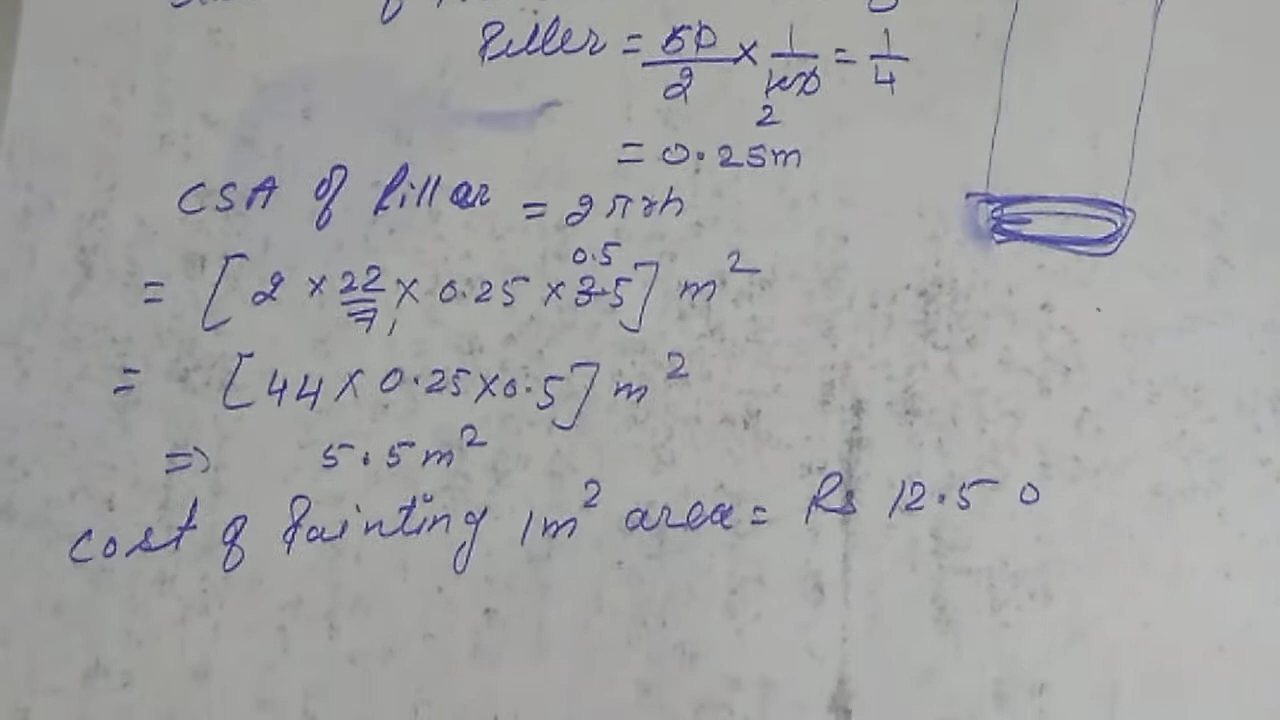 Piller = 50/2 × 1/100 = 1/4
2
= 0.25m
CSA of Pillar = 2πrh
0.5
= [2 × 22/7 × 0.25 × 3.5] m²
1
= [44 × 0.25 × 0.5] m²
⇒ 5.5m²
Cost of Painting 1m² area = Rs 12.50